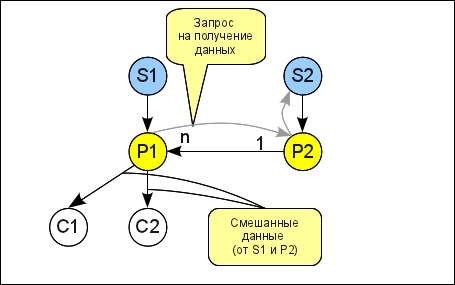 Запрос
на получение
данных
S1
S2
P1
n
1
P2
C1
C2
Смешанные
данные
(от S1 и P2)